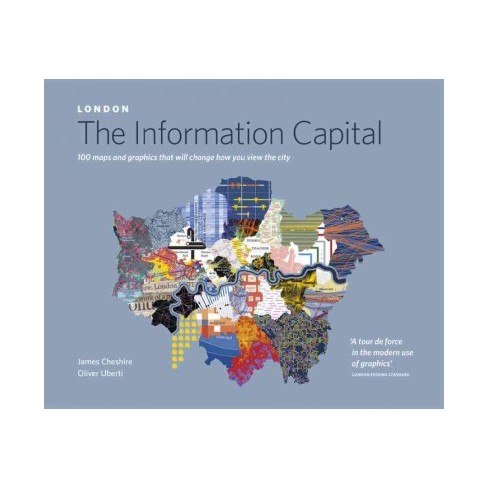 LONDON
The Information Capital
100 maps and graphics that will change how you view the city
London
James Cheshire
Oliver Uberti
'A tour de force
in the modern use
of graphics'
LONDON EVENING STANDARD